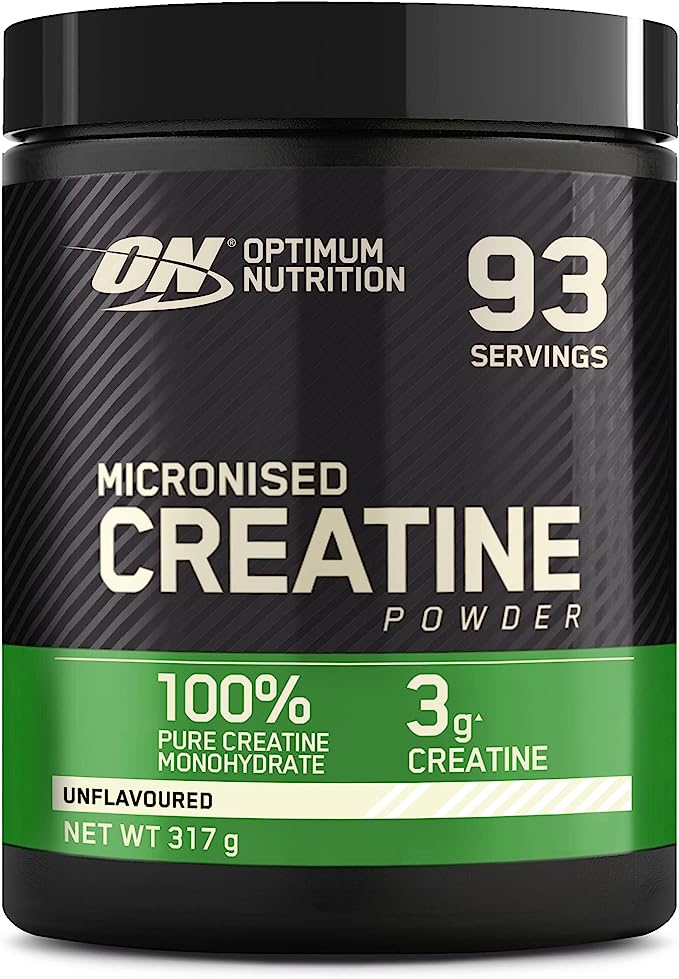 ON® OPTIMUM
NUTRITION
93
SERVINGS
MICRONISED
CREATINE
POWDER
100%
PURE CREATINE
MONOHYDRATE
3g▲
CREATINE
UNFLAVOURED
NET WT 317 g